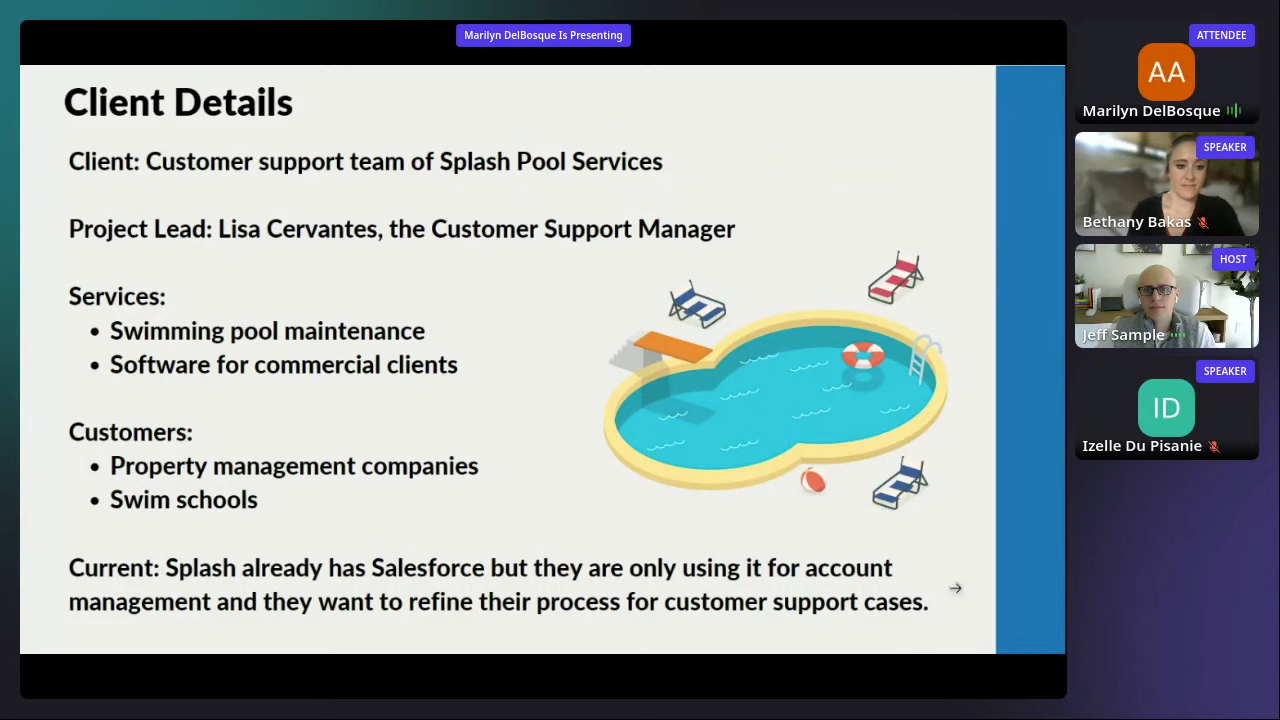 Marilyn DelBosque Is Presenting
Client Details
Client: Customer support team of Splash Pool Services
Project Lead: Lisa Cervantes, the Customer Support Manager
Services:
• Swimming pool maintenance
• Software for commercial clients
Customers:
• Property management companies
• Swim schools
Current: Splash already has Salesforce but they are only using it for account
management and they want to refine their process for customer support cases.
ATTENDEE
AA
Marilyn DelBosque
SPEAKER
Bethany Bakas
HOST
Jeff Sample
SPEAKER
ID
Izelle Du Pisanie